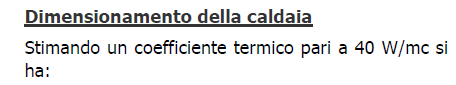 Dimensionamento della caldaia
Stimando un coefficiente termico pari a 40 W/mc si
ha: